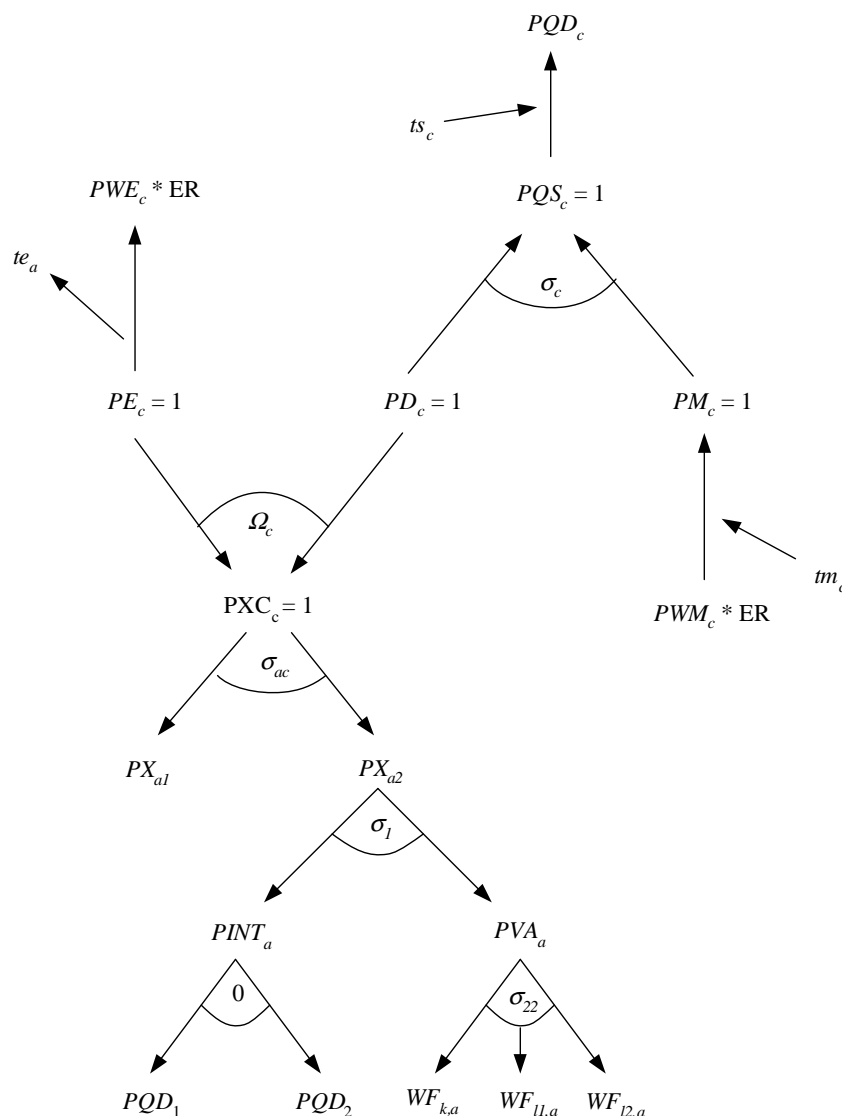 PQD_c
ts_c
PWE_c * ER
PQS_c = 1
te_a
σ_c
PE_c = 1
PD_c = 1
PM_c = 1
Ω_c
tm_c
PXC_c = 1
PWM_c * ER
σ_ac
PX_a1
PX_a2
σ_1
PINT_a
PVA_a
0
σ_22
PQD_1
PQD_2
WF_k,a
WF_l1,a
WF_l2,a